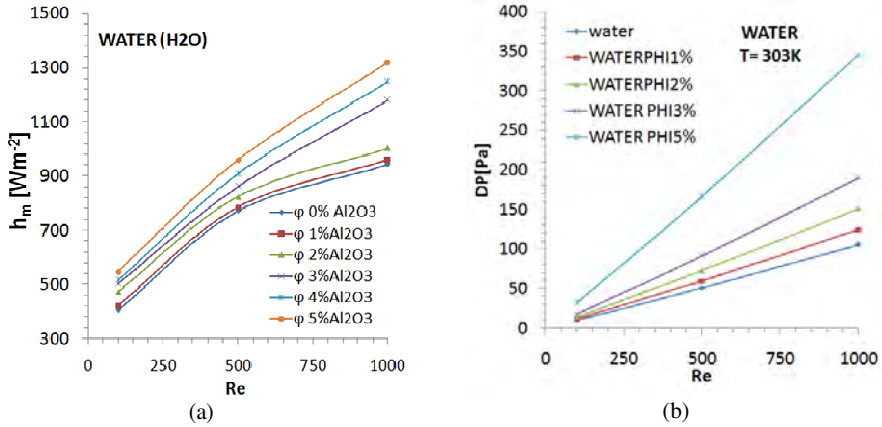 1500
1300
1100
900
700
500
300
h_m [Wm-2]
WATER (H2O)
φ 0% Al2O3
φ 1%Al2O3
φ 2%Al2O3
φ 3%Al2O3
φ 4%Al2O3
φ 5%Al2O3
0 250 500 750 1000
Re
(a)
400
350
300
250
200
150
100
50
0
DP[Pa]
water
WATERPHI1%
WATERPHI2%
WATER PHI3%
WATER PHI5%
WATER
T= 303K
0 250 500 750 1000
Re
(b)